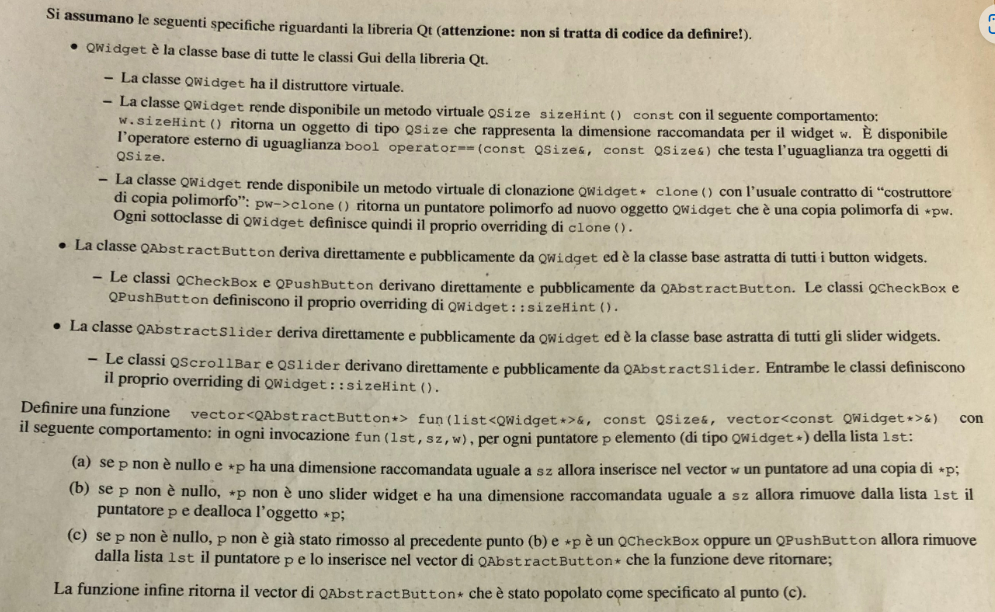 Si assumano le seguenti specifiche riguardanti la libreria Qt (attenzione: non si tratta di codice da definire!).
• QWidget è la classe base di tutte le classi Gui della libreria Qt.
– La classe QWidget ha il distruttore virtuale.
– La classe QWidget rende disponibile un metodo virtuale QSize sizeHint() const con il seguente comportamento:
w.sizeHint() ritorna un oggetto di tipo QSize che rappresenta la dimensione raccomandata per il widget w. È disponibile
l'operatore esterno di uguaglianza bool operator==(const QSize&, const QSize&) che testa l'uguaglianza tra oggetti di
QSize.
– La classe QWidget rende disponibile un metodo virtuale di clonazione QWidget* clone() con l'usuale contratto di “costruttore
di copia polimorfo”: pw->clone() ritorna un puntatore polimorfo ad nuovo oggetto QWidget che è una copia polimorfa di *pw.
Ogni sottoclasse di QWidget definisce quindi il proprio overriding di clone().
• La classe QAbstractButton deriva direttamente e pubblicamente da QWidget ed è la classe base astratta di tutti i button widgets.
– Le classi QCheckBox e QPushButton derivano direttamente e pubblicamente da QAbstractButton. Le classi QCheckBox e
QPushButton definiscono il proprio overriding di QWidget::sizeHint().
• La classe QAbstractSlider deriva direttamente e pubblicamente da QWidget ed è la classe base astratta di tutti gli slider widgets.
– Le classi QScrollBar e QSlider derivano direttamente e pubblicamente da QAbstractSlider. Entrambe le classi definiscono
il proprio overriding di QWidget::sizeHint().
Definire una funzione vector<QAbstractButton*> fun(list<QWidget*>&, const QSize&, vector<const QWidget*>&) con
il seguente comportamento: in ogni invocazione fun(lst,sz,w), per ogni puntatore p elemento (di tipo QWidget*) della lista lst:
(a) se p non è nullo e *p ha una dimensione raccomandata uguale a sz allora inserisce nel vector w un puntatore ad una copia di *p;
(b) se p non è nullo, *p non è uno slider widget e ha una dimensione raccomandata uguale a sz allora rimuove dalla lista lst il
puntatore p e dealloca l'oggetto *p;
(c) se p non è nullo, p non è già stato rimosso al precedente punto (b) e *p è un QCheckBox oppure un QPushButton allora rimuove
dalla lista lst il puntatore p e lo inserisce nel vector di QAbstractButton* che la funzione deve ritornare;
La funzione infine ritorna il vector di QAbstractButton* che è stato popolato come specificato al punto (c).